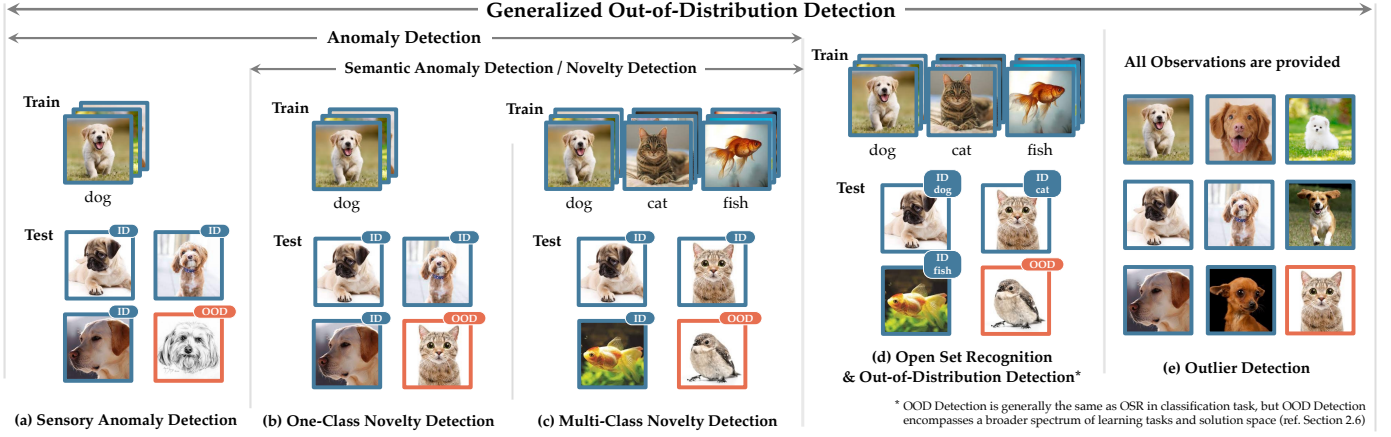 Generalized Out-of-Distribution Detection
Anomaly Detection
Semantic Anomaly Detection / Novelty Detection
Train
dog
Test
ID
ID
ID
OOD
(a) Sensory Anomaly Detection
Train
dog
Test
ID
ID
ID
OOD
(b) One-Class Novelty Detection
Train
dog
cat
fish
Test
ID
ID
ID
OOD
(c) Multi-Class Novelty Detection
Train
dog
cat
fish
Test
ID
dog
ID
cat
ID
fish
OOD
(d) Open Set Recognition
& Out-of-Distribution Detection*
All Observations are provided
(e) Outlier Detection
* OOD Detection is generally the same as OSR in classification task, but OOD Detection
encompasses a broader spectrum of learning tasks and solution space (ref. Section 2.6)